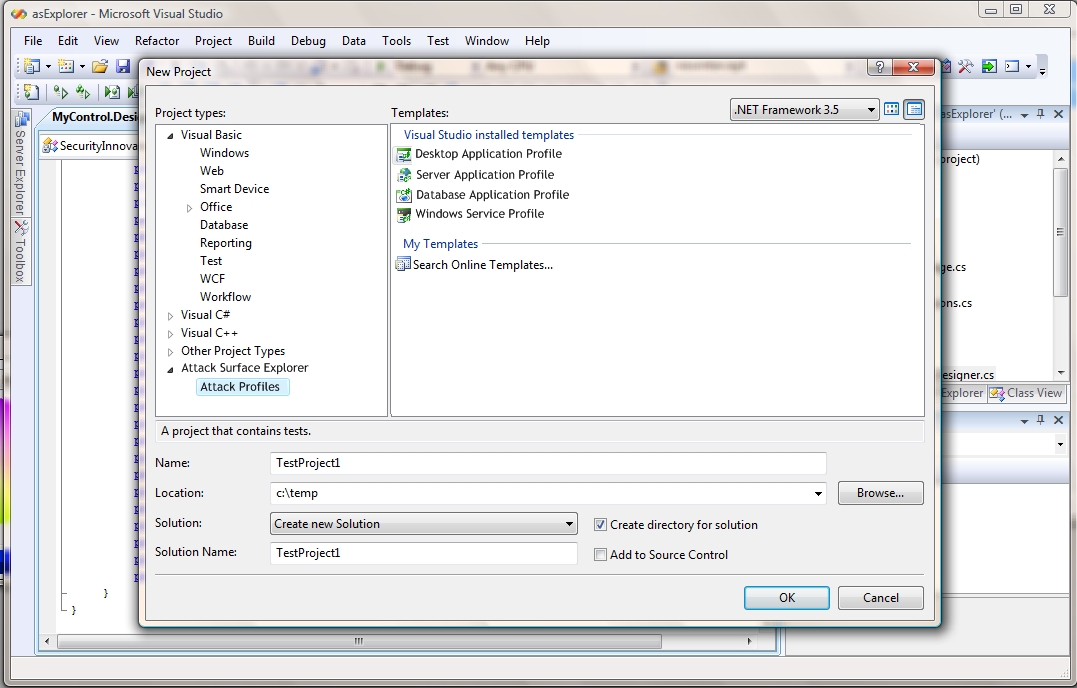 asExplorer - Microsoft Visual Studio
File Edit View Refactor Project Build Debug Data Tools Test Window Help
New Project
MyControl.Desi
SecurityInnova
Server Explorer
Toolbox
Project types:
Visual Basic
Windows
Web
Smart Device
Office
Database
Reporting
Test
WCF
Workflow
Visual C#
Visual C++
Other Project Types
Attack Surface Explorer
Attack Profiles
Templates:
.NET Framework 3.5
Visual Studio installed templates
Desktop Application Profile
Server Application Profile
Database Application Profile
Windows Service Profile
My Templates
Search Online Templates...
A project that contains tests.
Name: TestProject1
Location: c:\temp Browse...
Solution: Create new Solution Create directory for solution
Solution Name: TestProject1 Add to Source Control
OK Cancel
}
}
asExplorer' (...
project)
ge.cs
ons.cs
esigner.cs
Explorer Class View